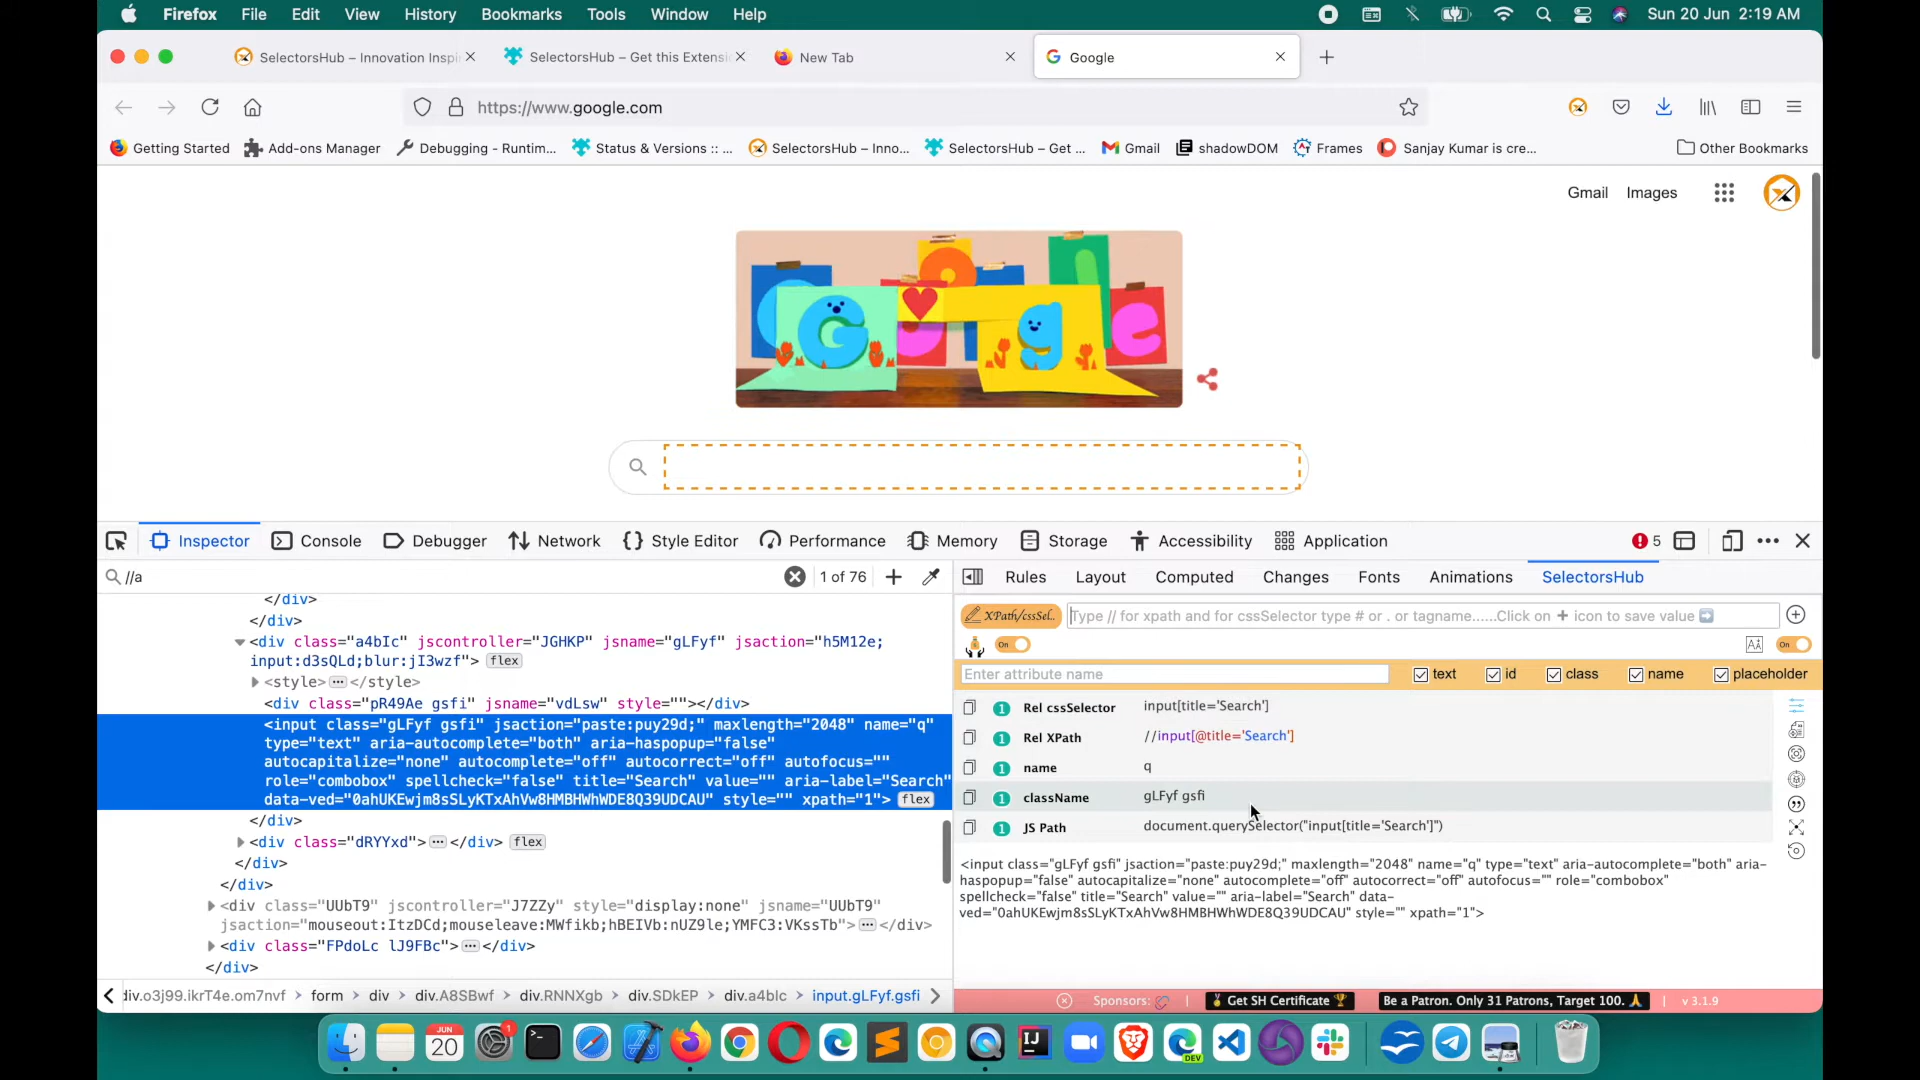 Firefox File Edit View History Bookmarks Tools Window Help Sun 20 Jun 2:19 AM
SelectorsHub – Innovation Inspi SelectorsHub – Get this Extensi New Tab Google
https://www.google.com
Getting Started Add-ons Manager Debugging - Runtim... Status & Versions :: ... SelectorsHub – Inno... SelectorsHub – Get ... Gmail shadowDOM Frames Sanjay Kumar is cre... Other Bookmarks
Gmail Images
Inspector Console Debugger Network Style Editor Performance Memory Storage Accessibility Application 5
//a 1 of 76 Rules Layout Computed Changes Fonts Animations SelectorsHub
</div>
</div>
<div class="a4bIc" jscontroller="JGHKP" jsname="gLFyf" jsaction="h5M12e;
input:d3sQLd;blur:jI3wzf"> flex
<style> </style>
<div class="pR49Ae gsfi" jsname="vdLsw" style=""></div>
<input class="gLFyf gsfi" jsaction="paste:puy29d;" maxlength="2048" name="q"
type="text" aria-autocomplete="both" aria-haspopup="false"
autocapitalize="none" autocomplete="off" autocorrect="off" autofocus=""
role="combobox" spellcheck="false" title="Search" value="" aria-label="Search"
data-ved="0ahUKEwjm8sSLyKTxAhVw8HMBHWhWDE8Q39UDCAU" style="" xpath="1"> flex
</div>
<div class="dRYYxd"> </div> flex
</div>
</div>
<div class="UUbT9" jscontroller="J7ZZy" style="display:none" jsname="UUbT9"
jsaction="mouseout:ItzDCd;mouseleave:MWfikb;hBEIVb:nUZ9le;YMFC3:VKssTb"> </div>
<div class="FPdoLc lJ9FBc"> </div>
</div>
div.o3j99.ikrT4e.om7nvf form div div.A8SBwf div.RNNXgb div.SDkEP div.a4bIc input.gLFyf.gsfi
XPath/cssSel.. Type // for xpath and for cssSelector type # or . or tagname......Click on + icon to save value
On On
Enter attribute name text id class name placeholder
1 Rel cssSelector input[title='Search']
1 Rel XPath //input[@title='Search']
1 name q
1 className gLFyf gsfi
1 JS Path document.querySelector("input[title='Search']")
<input class="gLFyf gsfi" jsaction="paste:puy29d;" maxlength="2048" name="q" type="text" aria-autocomplete="both" aria-
haspopup="false" autocapitalize="none" autocomplete="off" autocorrect="off" autofocus="" role="combobox"
spellcheck="false" title="Search" value="" aria-label="Search" data-
ved="0ahUKEwjm8sSLyKTxAhVw8HMBHWhWDE8Q39UDCAU" style="" xpath="1">
Sponsors: | Get SH Certificate | Be a Patron. Only 31 Patrons, Target 100. | v 3.1.9
JUN
20
1
IJ
DEV